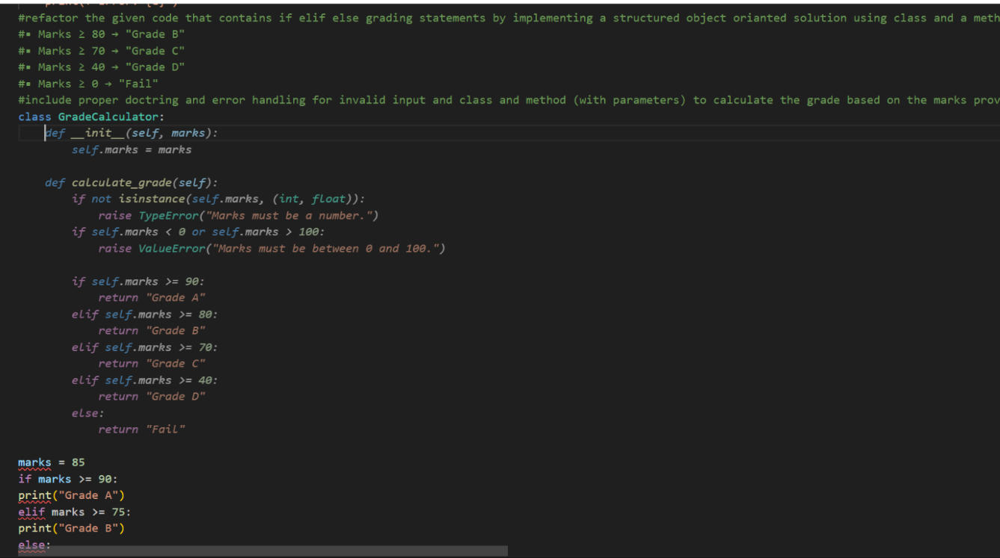 #refactor the given code that contains if elif else grading statements by implementing a structured object orianted solution using class and a meth
#▪ Marks ≥ 80 → "Grade B"
#▪ Marks ≥ 70 → "Grade C"
#▪ Marks ≥ 40 → "Grade D"
#▪ Marks ≥ 0 → "Fail"
#include proper doctring and error handling for invalid input and class and method (with parameters) to calculate the grade based on the marks prov
class GradeCalculator:
    def __init__(self, marks):
        self.marks = marks

    def calculate_grade(self):
        if not isinstance(self.marks, (int, float)):
            raise TypeError("Marks must be a number.")
        if self.marks < 0 or self.marks > 100:
            raise ValueError("Marks must be between 0 and 100.")

        if self.marks >= 90:
            return "Grade A"
        elif self.marks >= 80:
            return "Grade B"
        elif self.marks >= 70:
            return "Grade C"
        elif self.marks >= 40:
            return "Grade D"
        else:
            return "Fail"

marks = 85
if marks >= 90:
print("Grade A")
elif marks >= 75:
print("Grade B")
else: